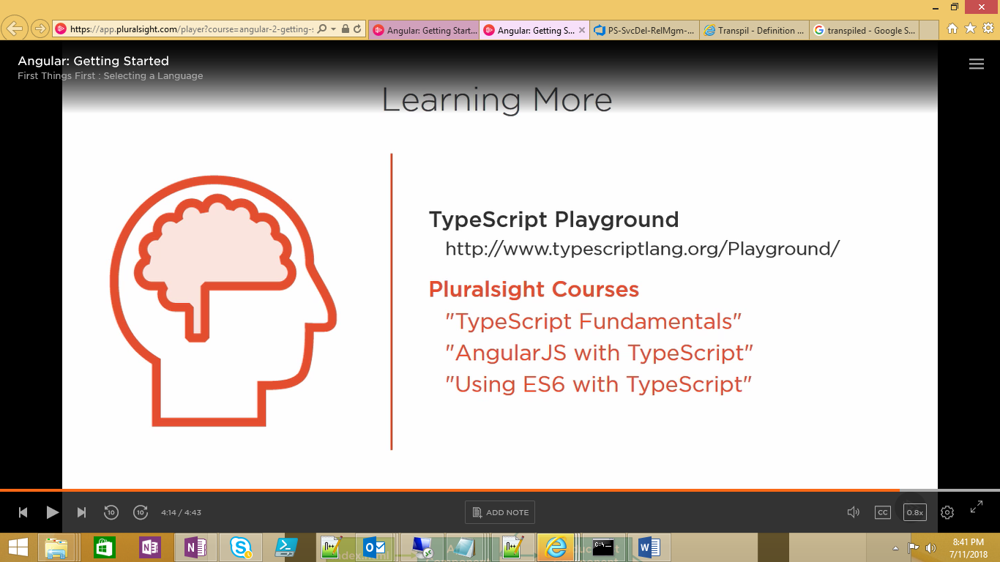 https://app.pluralsight.com/player?course=angular-2-getting-s
Angular: Getting Start...
Angular: Getting S...
PS-SvcDel-RelMgm-...
Transpil - Definition ...
transpiled - Google S...
Angular: Getting Started
First Things First : Selecting a Language
Learning More
TypeScript Playground
http://www.typescriptlang.org/Playground/
Pluralsight Courses
"TypeScript Fundamentals"
"AngularJS with TypeScript"
"Using ES6 with TypeScript"
10
10
4:14 / 4:43
ADD NOTE
CC
0.8x
8:41 PM
7/11/2018